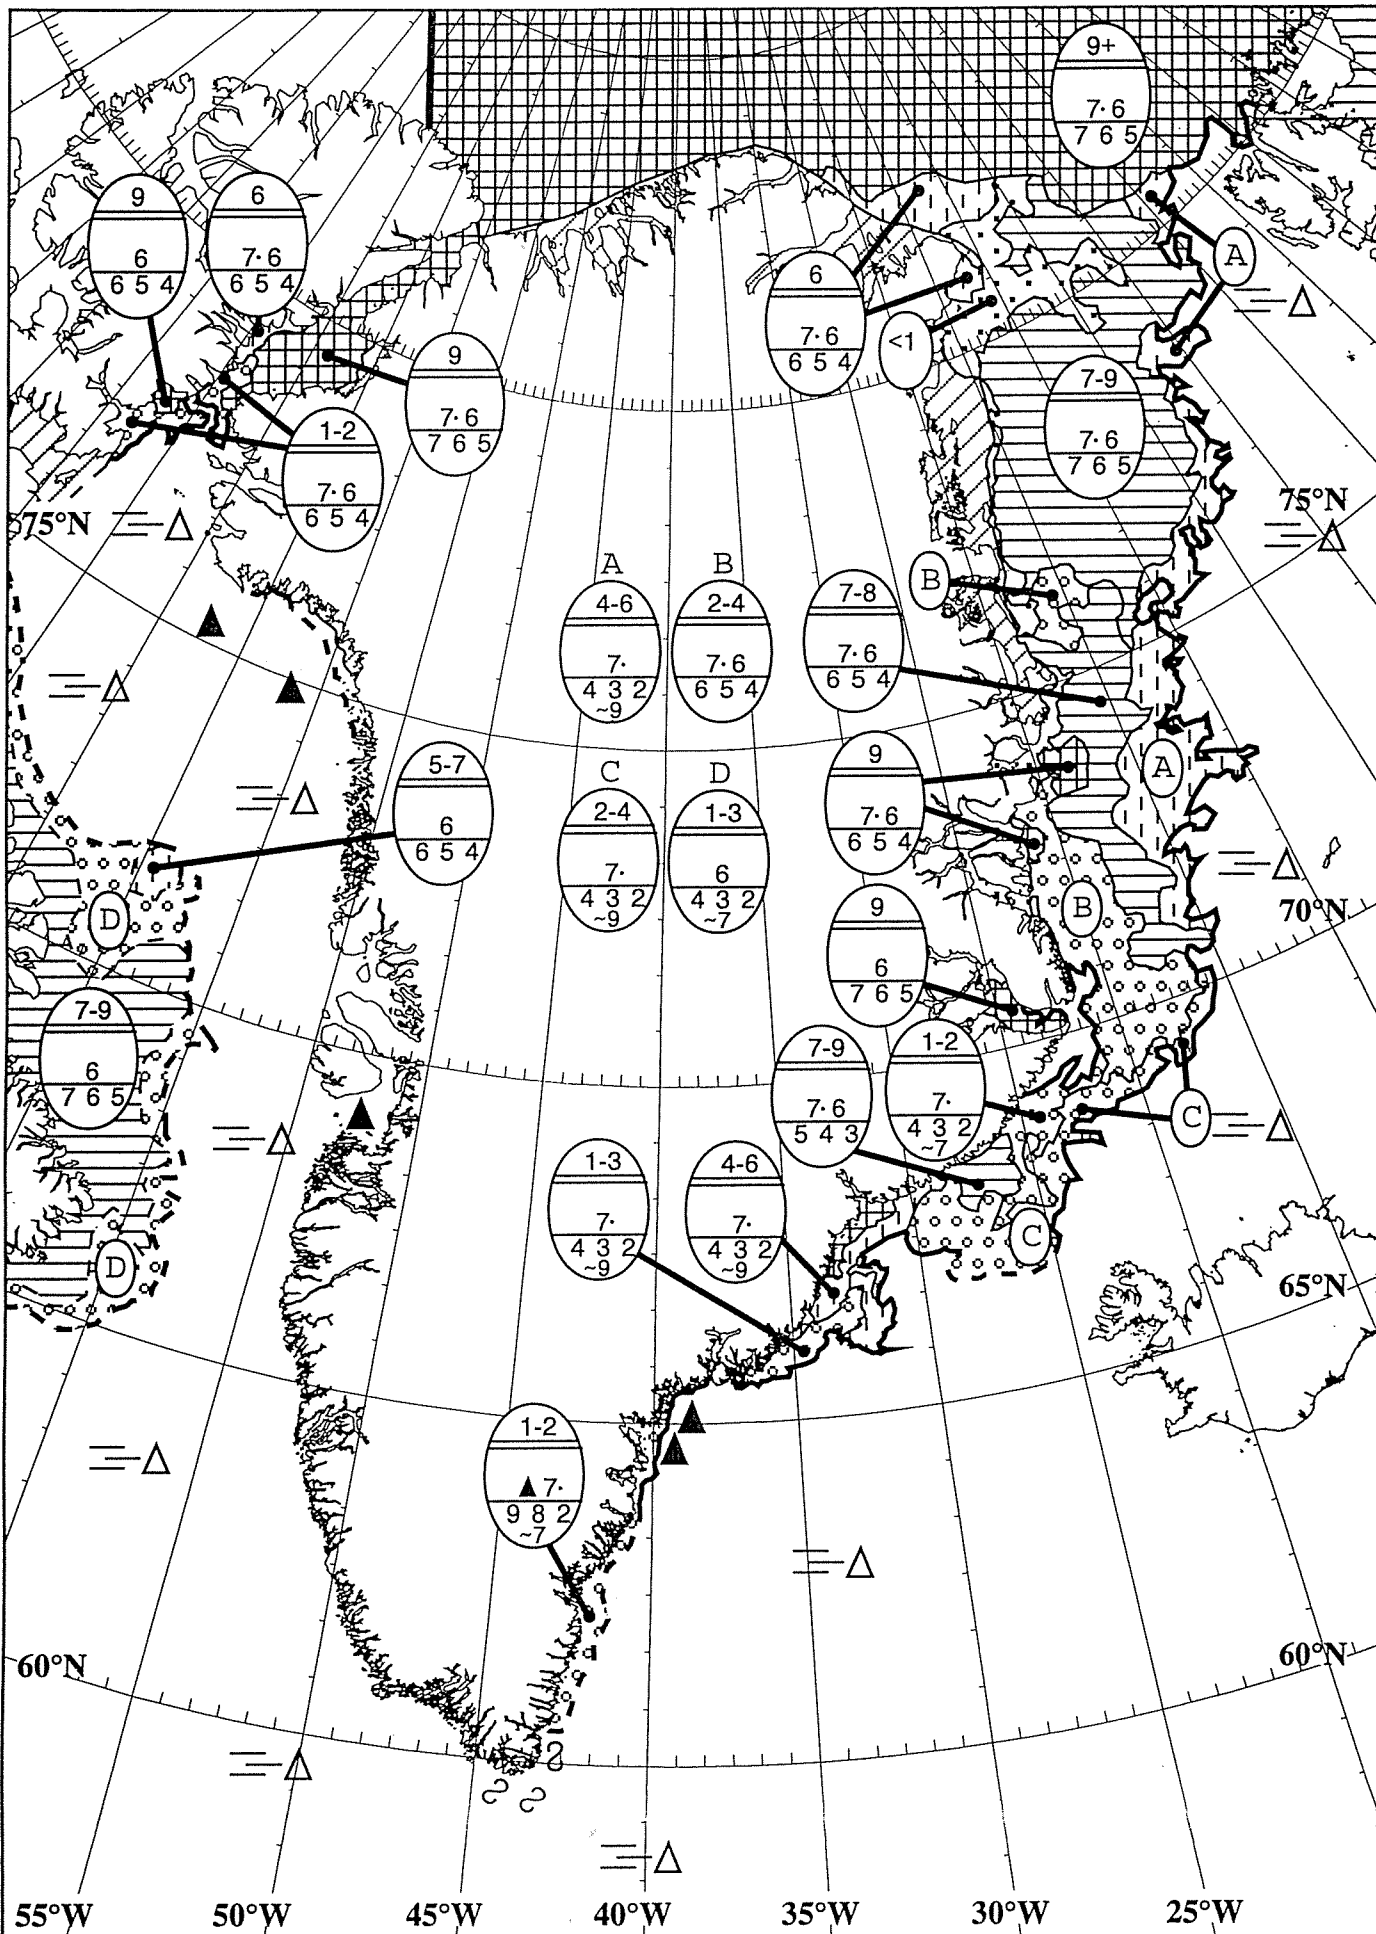 9+
7· 6
7 6 5
9
6
6 5 4
6
7· 6
6 5 4
A
6
7· 6
6 5 4
<1
9
7· 6
7 6 5
7-9
7· 6
7 6 5
1-2
7· 6
6 5 4
75°N
75°N
A
4-6
7·
4 3 2
~9
B
2-4
7· 6
6 5 4
7-8
7· 6
6 5 4
B
5-7
6
6 5 4
C
2-4
7·
4 3 2
~9
D
1-3
6
4 3 2
~7
9
7· 6
6 5 4
A
D
9
6
7 6 5
B
70°N
7-9
6
7 6 5
7-9
7· 6
5 4 3
1-2
7·
4 3 2
~7
C
1-3
7·
4 3 2
~9
4-6
7·
4 3 2
~9
C
D
65°N
1-2
▲ 7·
9 8 2
~7
60°N
60°N
55°W
50°W
45°W
40°W
35°W
30°W
25°W